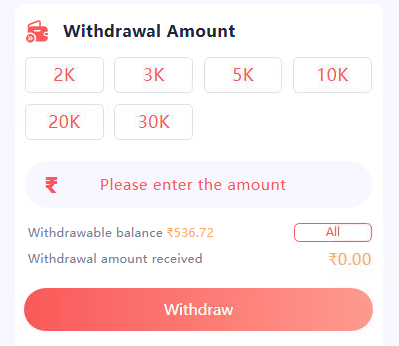 Withdrawal Amount
2K 3K 5K 10K
20K 30K
₹ Please enter the amount
Withdrawable balance ₹536.72 All
Withdrawal amount received ₹0.00
Withdraw